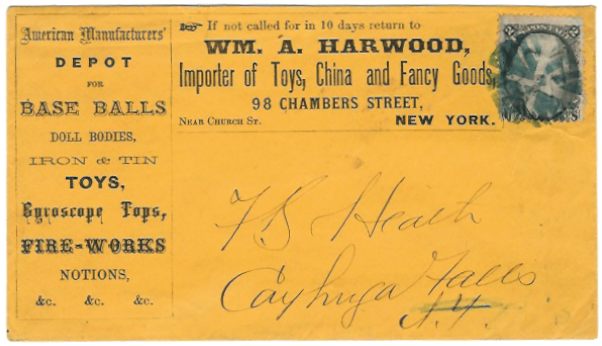 American Manufacturers'
DEPOT
FOR
BASE BALLS
DOLL BODIES,
IRON & TIN
TOYS,
Gyroscope Tops,
FIRE-WORKS
NOTIONS,
&c. &c. &c.
☞ If not called for in 10 days return to
WM. A. HARWOOD,
Importer of Toys, China and Fancy Goods,
98 CHAMBERS STREET,
NEAR CHURCH ST. NEW YORK.
2 POSTAGE
Heath
Cayhuga Falls
N.Y.